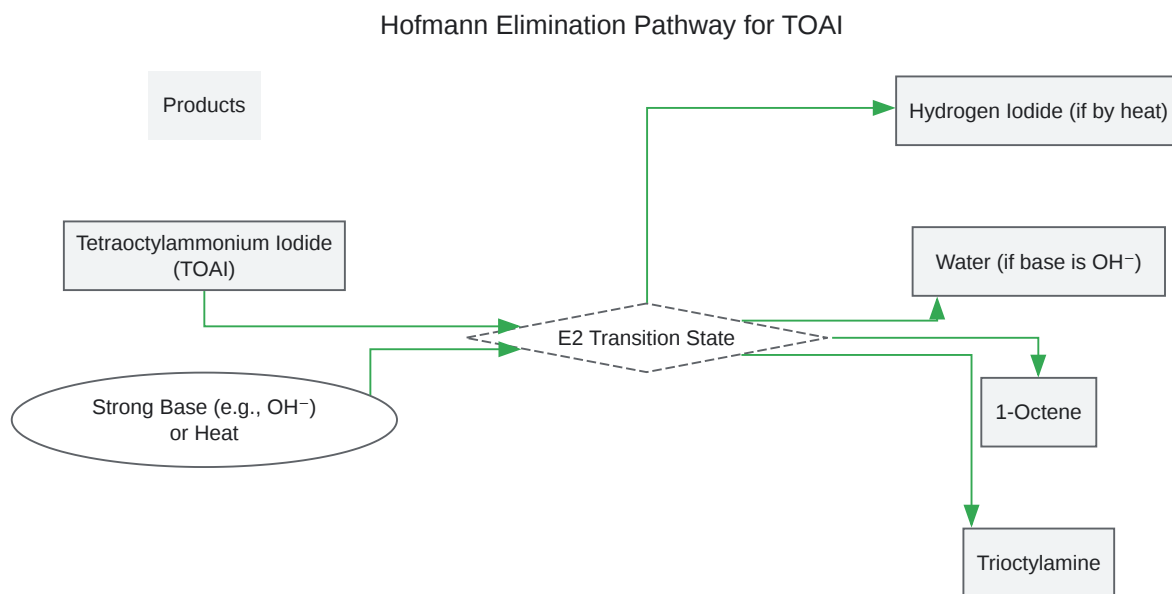 Hofmann Elimination Pathway for TOAI
Products
Hydrogen Iodide (if by heat)
Tetraoctylammonium Iodide
(TOAI)
Water (if base is OH⁻)
E2 Transition State
Strong Base (e.g., OH⁻)
or Heat
1-Octene
Trioctylamine